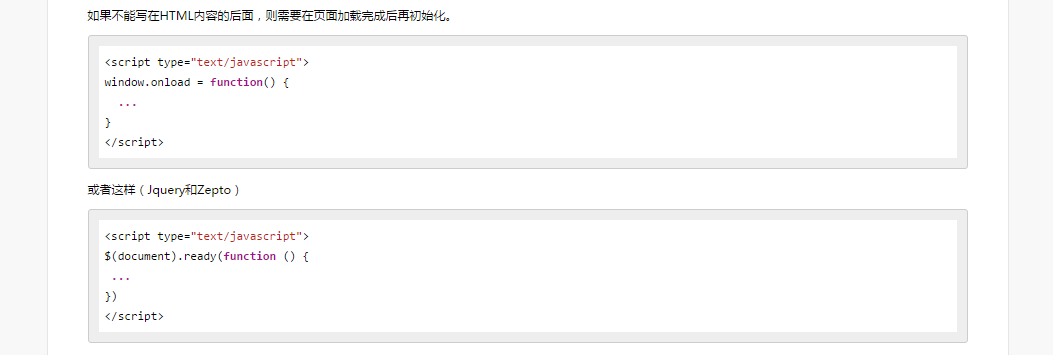 如果不能写在HTML内容的后面，则需要在页面加载完成后再初始化。
<script type="text/javascript">
window.onload = function() {
  ...
}
</script>
或者这样（Jquery和Zepto）
<script type="text/javascript">
$(document).ready(function () {
 ...
})
</script>